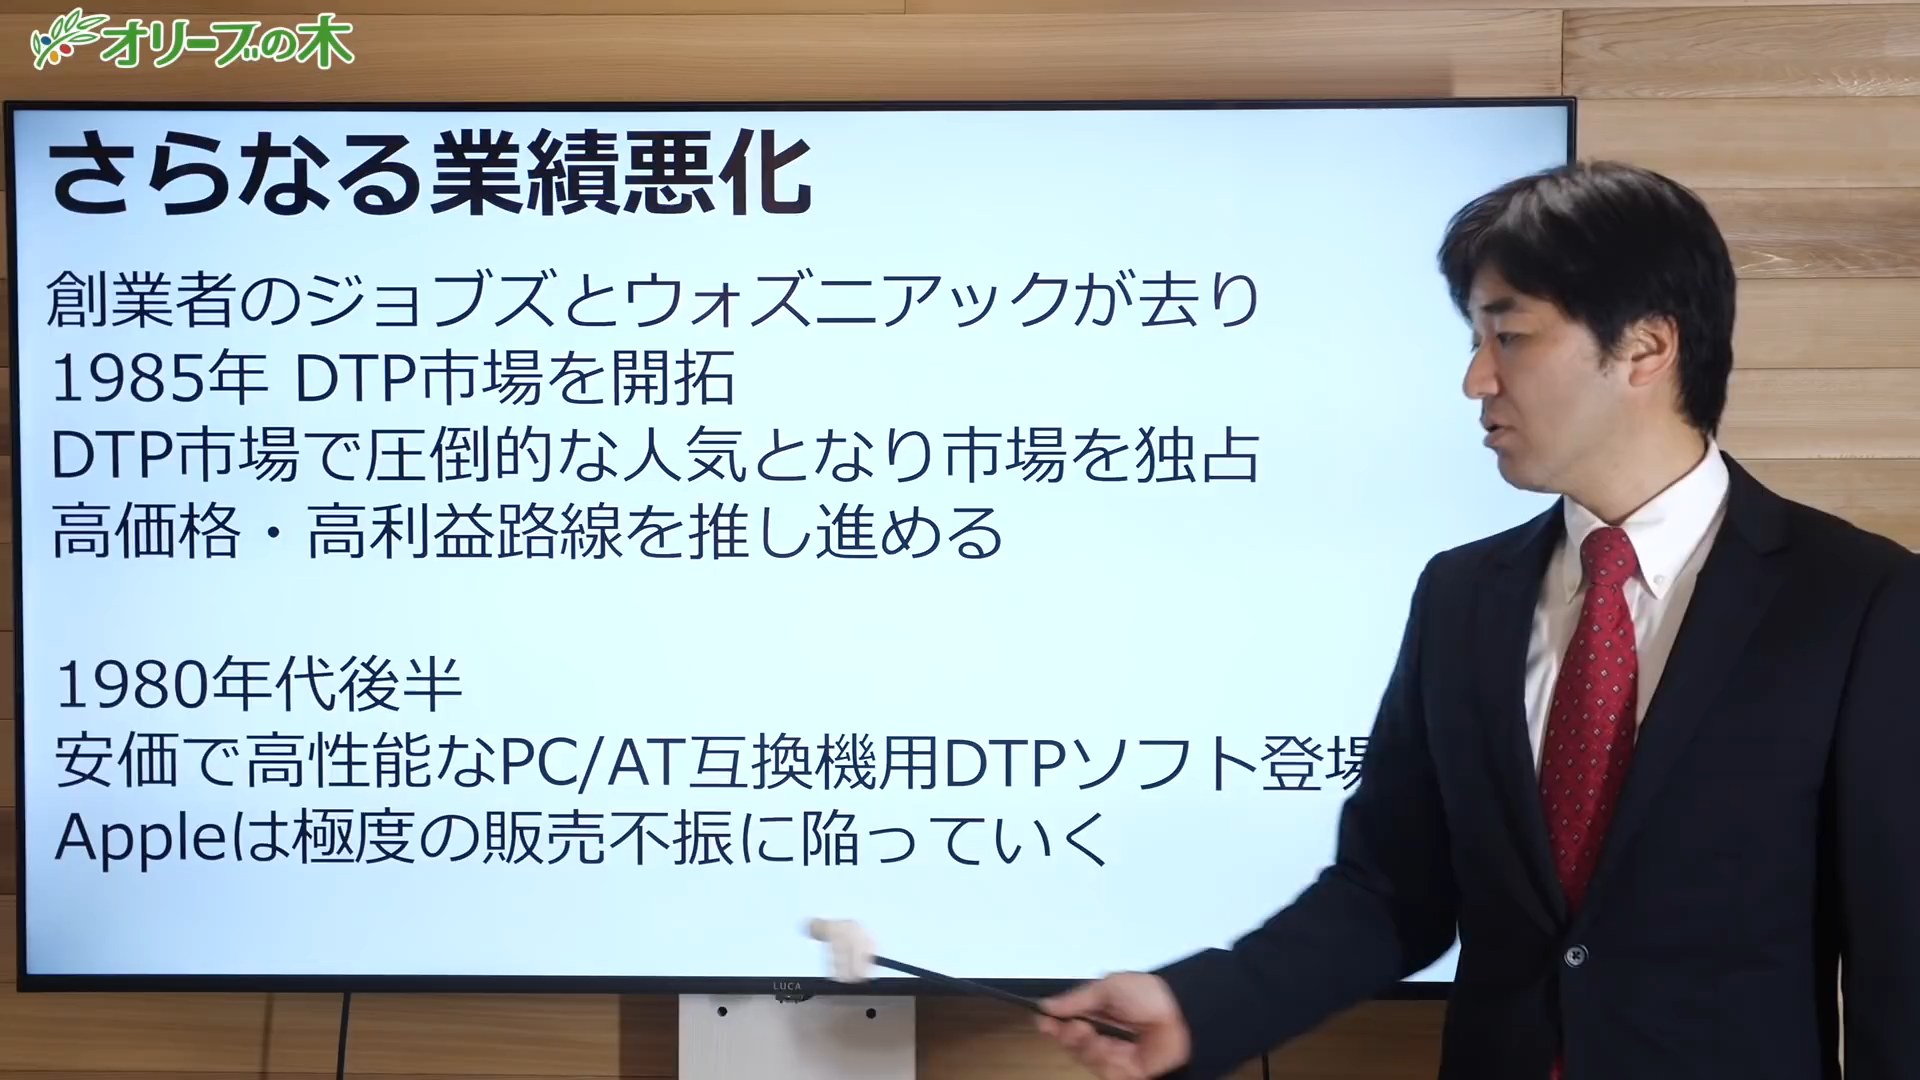 オリーブの木
さらなる業績悪化
創業者のジョブズとウォズニアックが去り
1985年 DTP市場を開拓
DTP市場で圧倒的な人気となり市場を独占
高価格・高利益路線を推し進める
1980年代後半
安価で高性能なPC/AT互換機用DTPソフト登場
Appleは極度の販売不振に陥っていく
LUCA